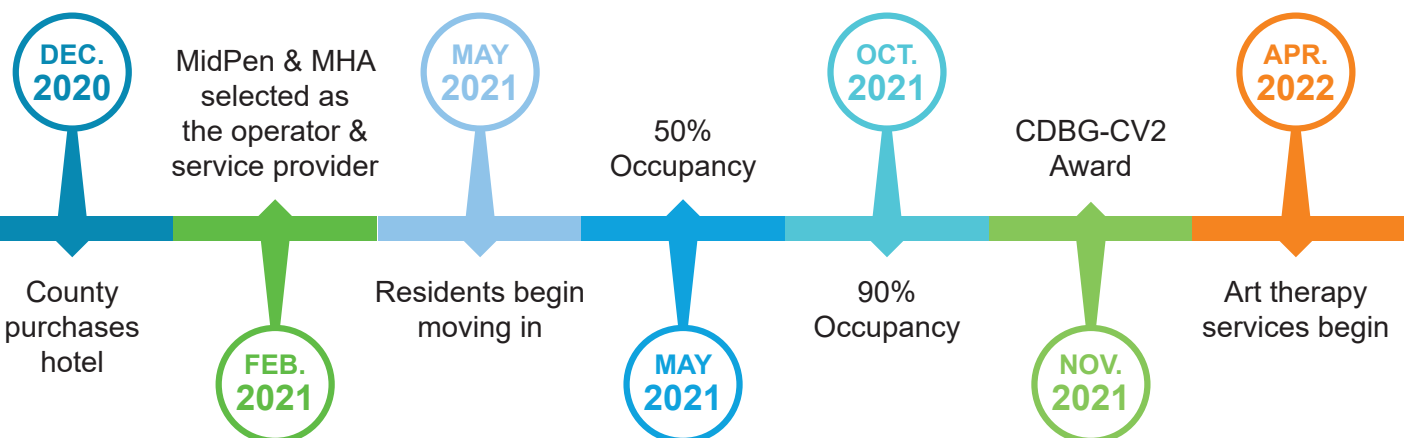 DEC.
2020
County
purchases
hotel
MidPen & MHA
selected as
the operator &
service provider
FEB.
2021
MAY
2021
Residents begin
moving in
50%
Occupancy
MAY
2021
OCT.
2021
90%
Occupancy
CDBG-CV2
Award
NOV.
2021
APR.
2022
Art therapy
services begin